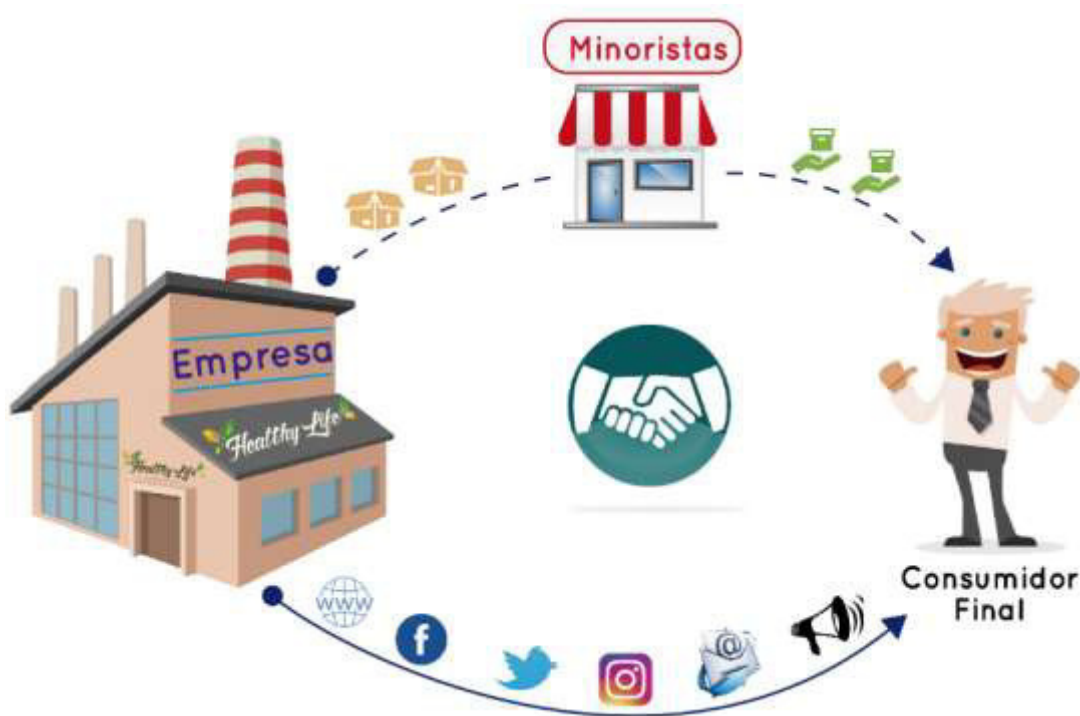 Minoristas
Empresa
Healthy Life
Healthy Life
www
f
@
Consumidor
Final